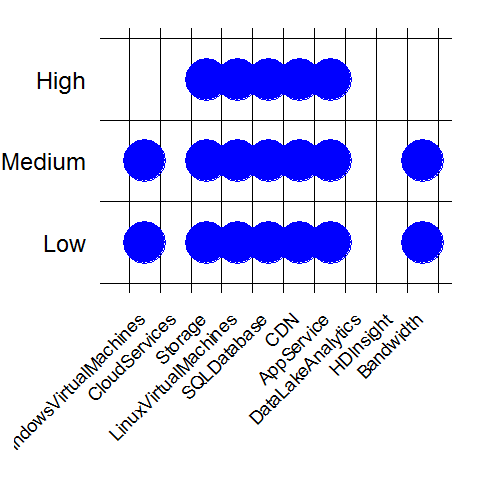 High
Medium
Low
ndowsVirtualMachines
CloudServices
Storage
LinuxVirtualMachines
SQLDatabase
CDN
AppService
DataLakeAnalytics
HDInsight
Bandwidth